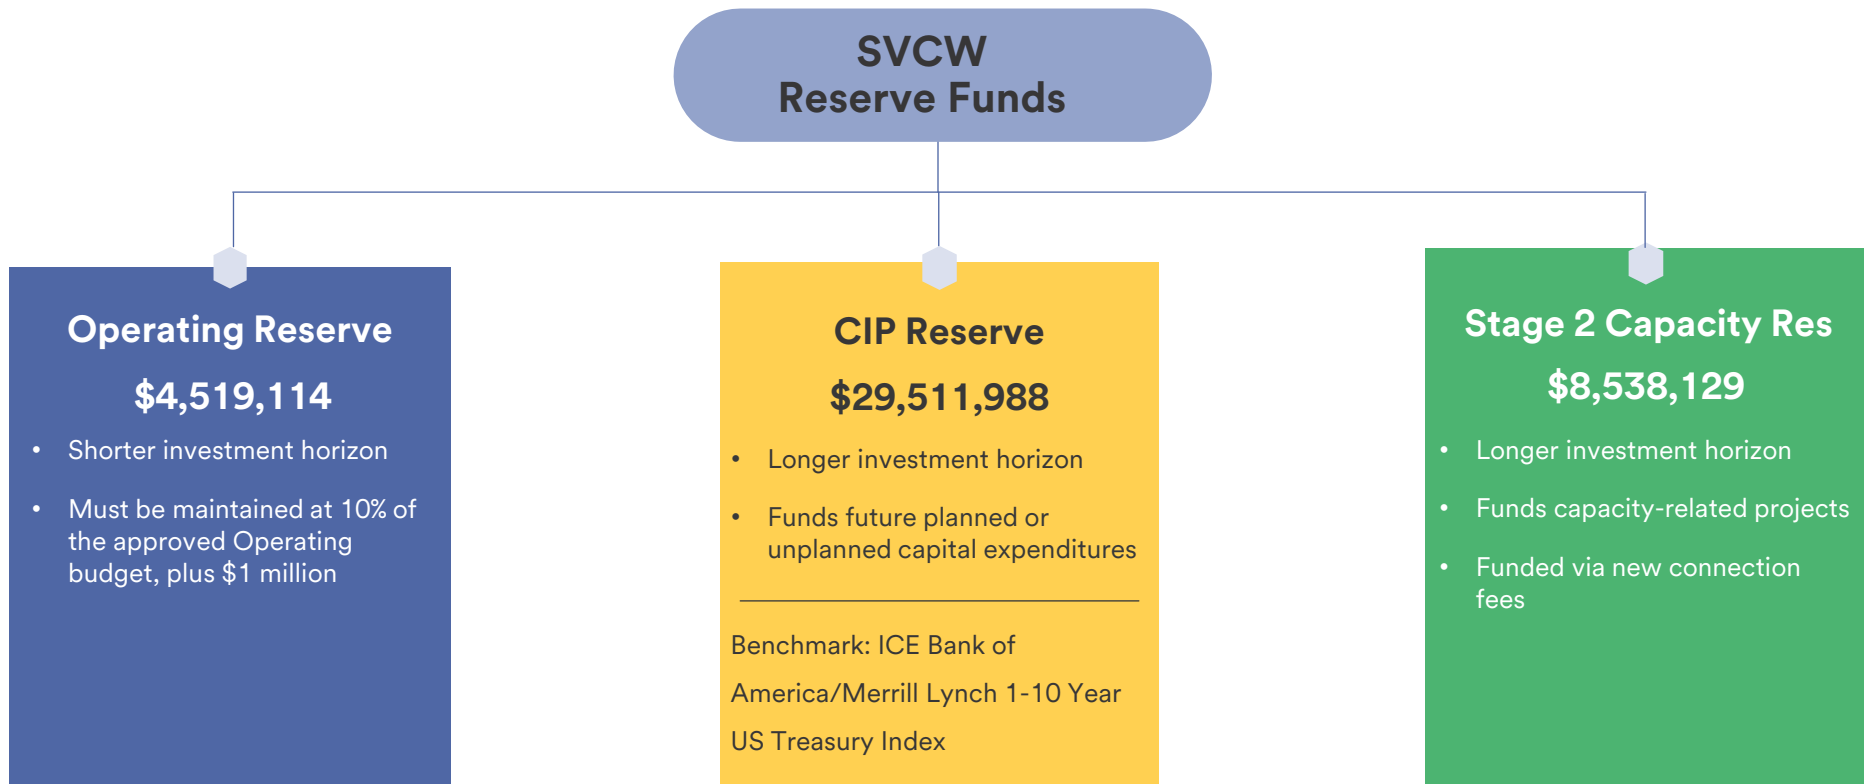 SVCW
Reserve Funds
Operating Reserve
$4,519,114
• Shorter investment horizon
• Must be maintained at 10% of
the approved Operating
budget, plus $1 million
CIP Reserve
$29,511,988
• Longer investment horizon
• Funds future planned or
unplanned capital expenditures
Benchmark: ICE Bank of
America/Merrill Lynch 1-10 Year
US Treasury Index
Stage 2 Capacity Res
$8,538,129
• Longer investment horizon
• Funds capacity-related projects
• Funded via new connection
fees